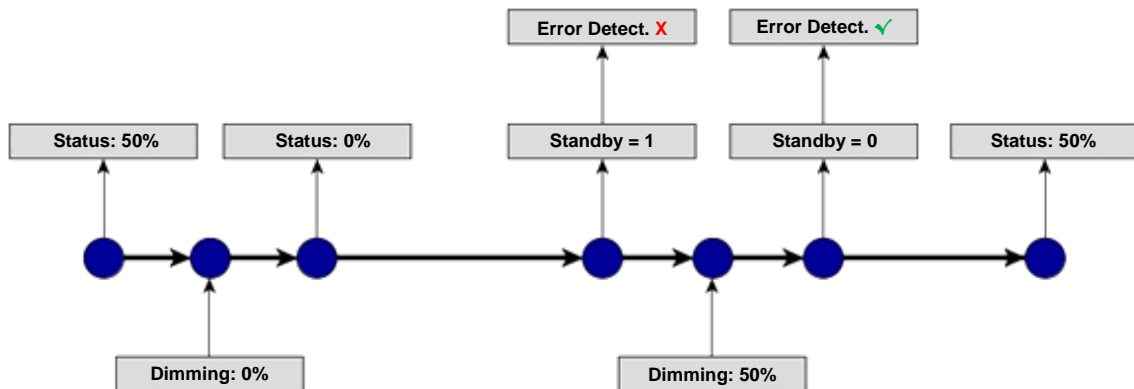 Error Detect. X
Error Detect. ✓
Status: 50%
Status: 0%
Standby = 1
Standby = 0
Status: 50%
Dimming: 0%
Dimming: 50%